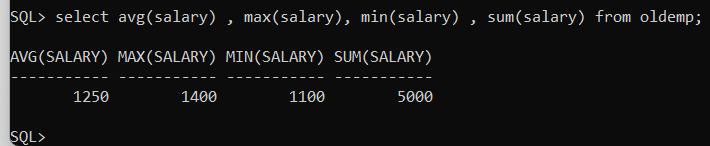 SQL> select avg(salary) , max(salary), min(salary) , sum(salary) from oldemp;
AVG(SALARY) MAX(SALARY) MIN(SALARY) SUM(SALARY)
----------- ----------- ----------- -----------
       1250        1400        1100        5000
SQL>